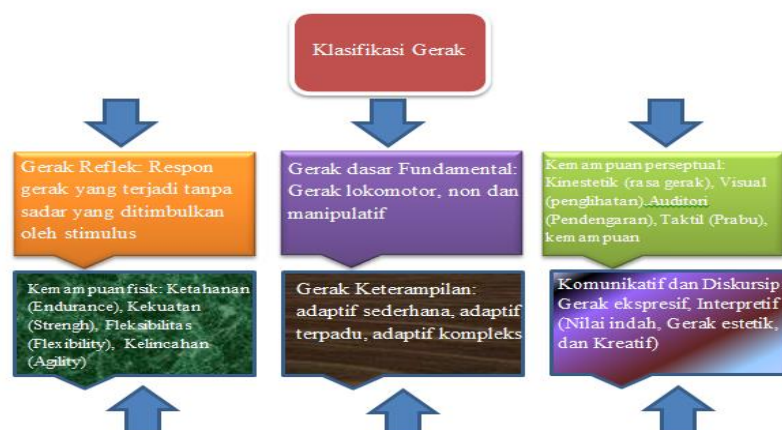 Klasifikasi Gerak
Gerak Reflek: Respon
gerak yang terjadi tanpa
sadar yang ditimbulkan
oleh stimulus
Gerak dasar Fundamental:
Gerak lokomotor, non dan
manipulatif
Kemampuan perseptual:
Kinestetik (rasa gerak), Visual
(penglihatan),Auditori
(Pendengaran), Taktil (Prabu),
kemampuan
Kemampuan fisik: Ketahanan
(Endurance), Kekuatan
(Strengh), Fleksibilitas
(Flexibility), Kelincahan
(Agility)
Gerak Keterampilan:
adaptif sederhana, adaptif
terpadu, adaptif kompleks
Komunikatif dan Diskursip
Gerak ekspresif, Interpretif
(Nilai indah, Gerak estetik,
dan Kreatif)